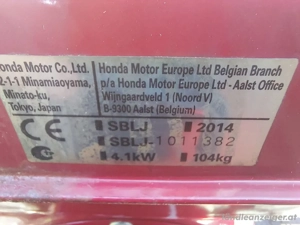 onda Motor Co.,Ltd.
2-1-1 Minamiaoyama,
Minato-ku,
Tokyo, Japan
Honda Motor Europe Ltd Belgian Branch
p/a Honda Motor Europe Ltd - Aalst Office
Wijngaardveld 1 (Noord V)
B-9300 Aalst (Belgium)
CE
SBLJ 2014
SBLJ-1011382
4.1kW 104kg
landleanzeiger.at